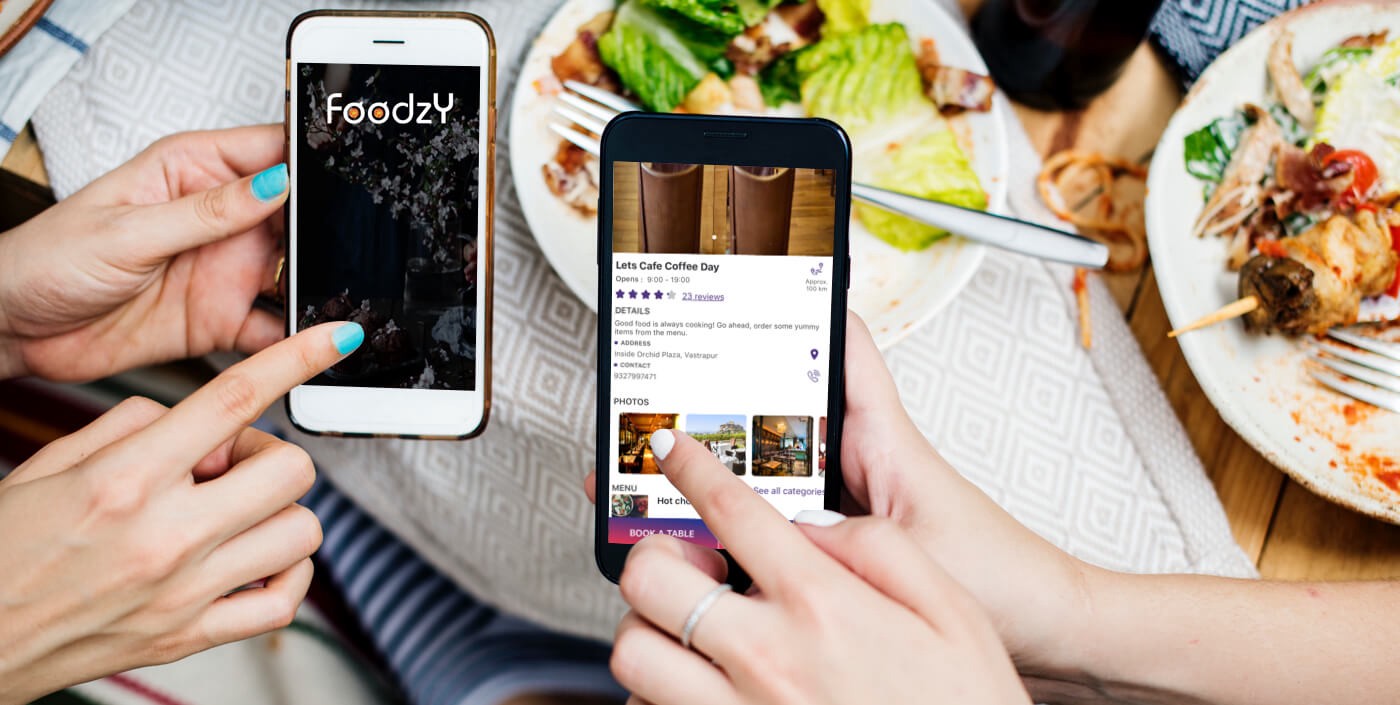 FoodzY
Lets Cafe Coffee Day
Opens : 9:00 - 19:00
Approx.
100 km
23 reviews
DETAILS
Good food is always cooking! Go ahead, order some yummy
items from the menu.
ADDRESS
Inside Orchid Plaza, Vastrapur
CONTACT
9327997471
PHOTOS
MENU
See all categories
Hot
BOOK A TABLE